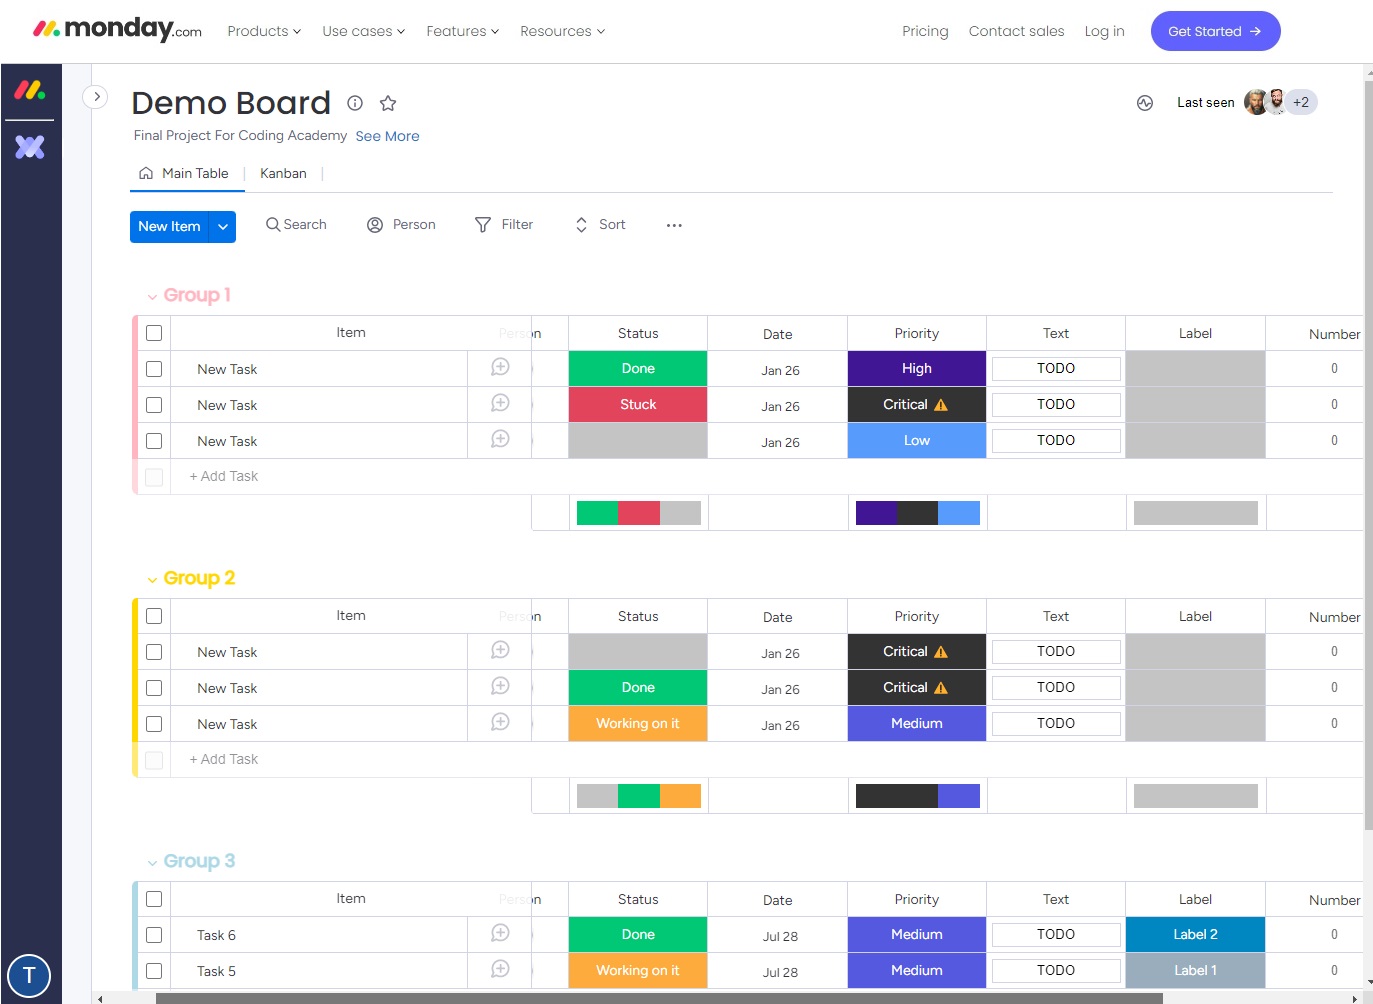 monday.com Products Use cases Features Resources Pricing Contact sales Log in Get Started →
Demo Board
Last seen +2
Final Project For Coding Academy See More
Main Table Kanban
New Item Search Person Filter Sort ...
Group 1
Item Person Status Date Priority Text Label Number
New Task Done Jan 26 High TODO 0
New Task Stuck Jan 26 Critical TODO 0
New Task Jan 26 Low TODO 0
+ Add Task
Group 2
Item Person Status Date Priority Text Label Number
New Task Jan 26 Critical TODO 0
New Task Done Jan 26 Critical TODO 0
New Task Working on it Jan 26 Medium TODO 0
+ Add Task
Group 3
Item Person Status Date Priority Text Label Number
Task 6 Done Jul 28 Medium TODO Label 2 0
Task 5 Working on it Jul 28 Medium TODO Label 1 0
T